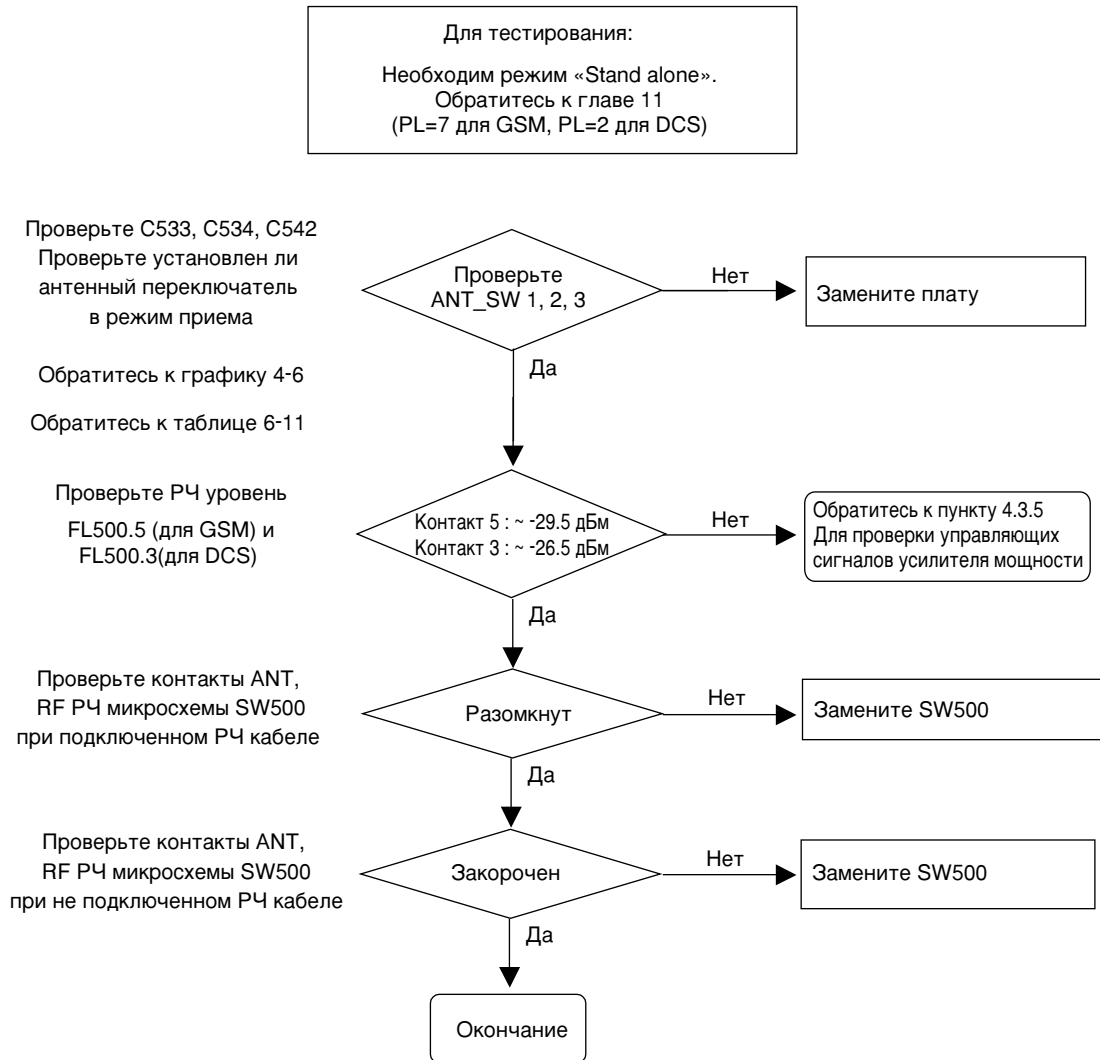 Для тестирования:
Необходим режим «Stand alone».
Обратитесь к главе 11
(PL=7 для GSM, PL=2 для DCS)
Проверьте C533, C534, C542
Проверьте установлен ли
антенный переключатель
в режим приема
Проверьте
ANT_SW 1, 2, 3
Нет
Замените плату
Да
Обратитесь к графику 4-6
Обратитесь к таблице 6-11
Проверьте РЧ уровень
FL500.5 (для GSM) и
FL500.3(для DCS)
Контакт 5 : ~ -29.5 дБм
Контакт 3 : ~ -26.5 дБм
Нет
Обратитесь к пункту 4.3.5
Для проверки управляющих
сигналов усилителя мощности
Да
Проверьте контакты ANT,
RF РЧ микросхемы SW500
при подключенном РЧ кабеле
Разомкнут
Нет
Замените SW500
Да
Проверьте контакты ANT,
RF РЧ микросхемы SW500
при не подключенном РЧ кабеле
Закорочен
Нет
Замените SW500
Да
Окончание